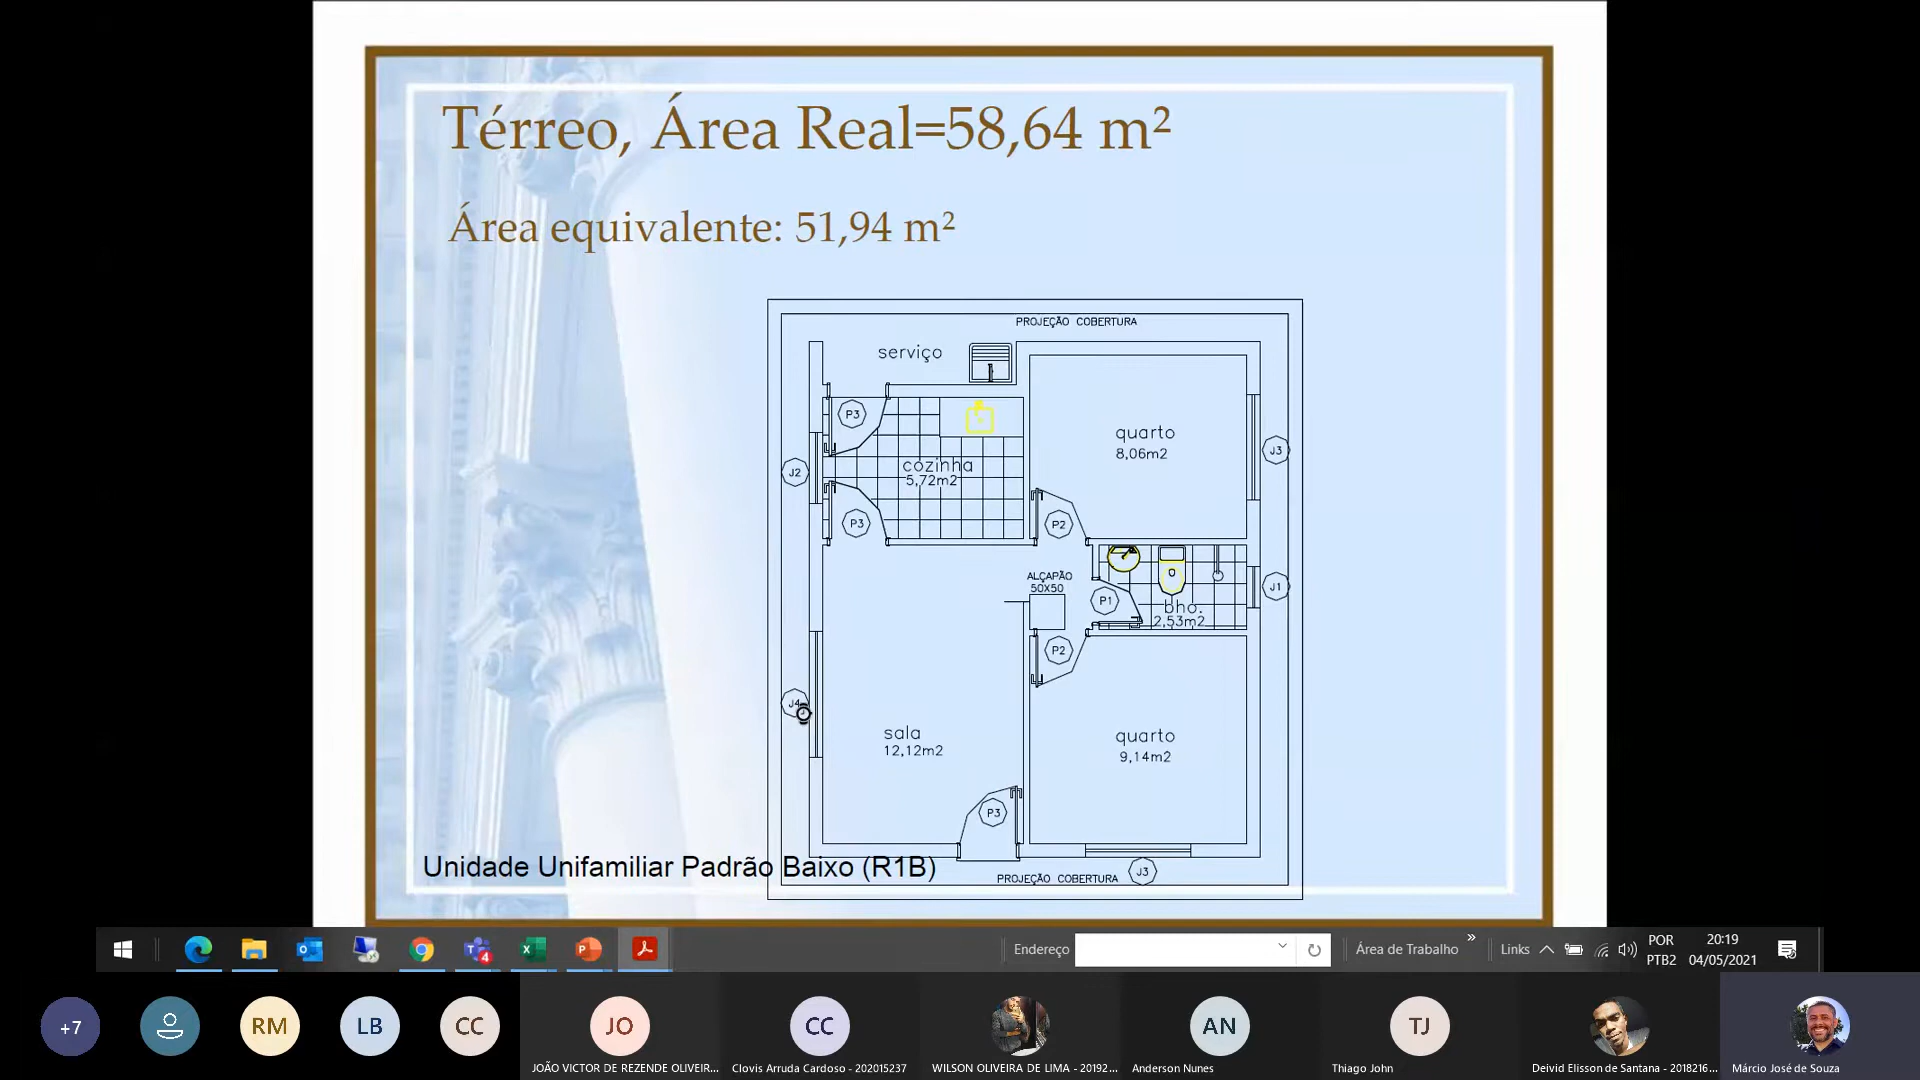 Térreo, Área Real=58,64 m²
Área equivalente: 51,94 m²
PROJEÇÃO COBERTURA
serviço
P3
quarto
8,06m2
J3
cozinha
5,72m2
J2
P3
P2
ALÇAPÃO
50X50
P1
bho.
2,53m2
J1
P2
J4
sala
12,12m2
quarto
9,14m2
P3
Unidade Unifamiliar Padrão Baixo (R1B)
PROJEÇÃO COBERTURA
J3
4
Endereço
Área de Trabalho
»
Links
POR
PTB2
20:19
04/05/2021
+7
RM
LB
CC
JO
CC
AN
TJ
JOÃO VICTOR DE REZENDE OLIVEIR...
Clovis Arruda Cardoso - 202015237
WILSON OLIVEIRA DE LIMA - 20192...
Anderson Nunes
Thiago John
Deivid Elisson de Santana - 2018216...
Márcio José de Souza